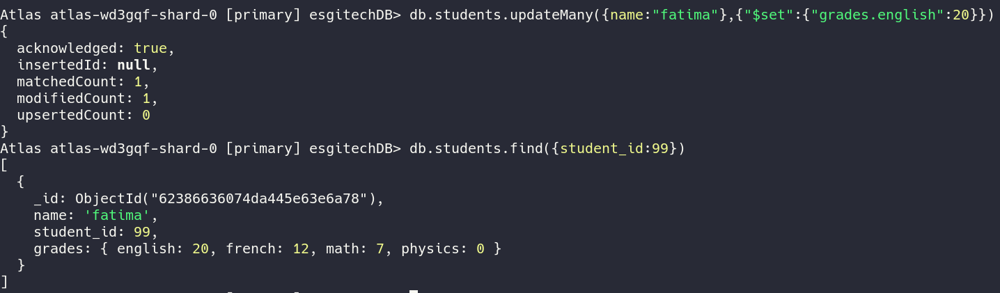 Atlas atlas-wd3gqf-shard-0 [primary] esgitechDB> db.students.updateMany({name:"fatima"},{"$set":{"grades.english":20}})
{
  acknowledged: true,
  insertedId: null,
  matchedCount: 1,
  modifiedCount: 1,
  upsertedCount: 0
}
Atlas atlas-wd3gqf-shard-0 [primary] esgitechDB> db.students.find({student_id:99})
[
  {
    _id: ObjectId("62386636074da445e63e6a78"),
    name: 'fatima',
    student_id: 99,
    grades: { english: 20, french: 12, math: 7, physics: 0 }
  }
]